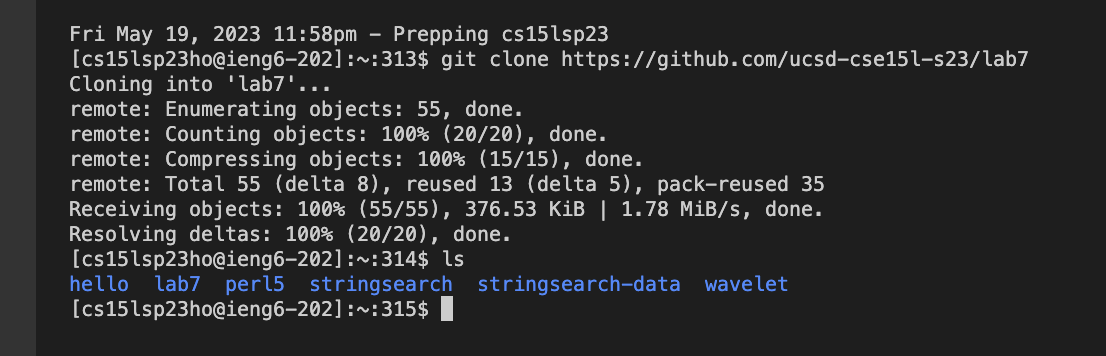 Fri May 19, 2023 11:58pm - Prepping cs15lsp23
[cs15lsp23ho@ieng6-202]:~:313$ git clone https://github.com/ucsd-cse15l-s23/lab7
Cloning into 'lab7'...
remote: Enumerating objects: 55, done.
remote: Counting objects: 100% (20/20), done.
remote: Compressing objects: 100% (15/15), done.
remote: Total 55 (delta 8), reused 13 (delta 5), pack-reused 35
Receiving objects: 100% (55/55), 376.53 KiB | 1.78 MiB/s, done.
Resolving deltas: 100% (20/20), done.
[cs15lsp23ho@ieng6-202]:~:314$ ls
hello  lab7  perl5  stringsearch  stringsearch-data  wavelet
[cs15lsp23ho@ieng6-202]:~:315$